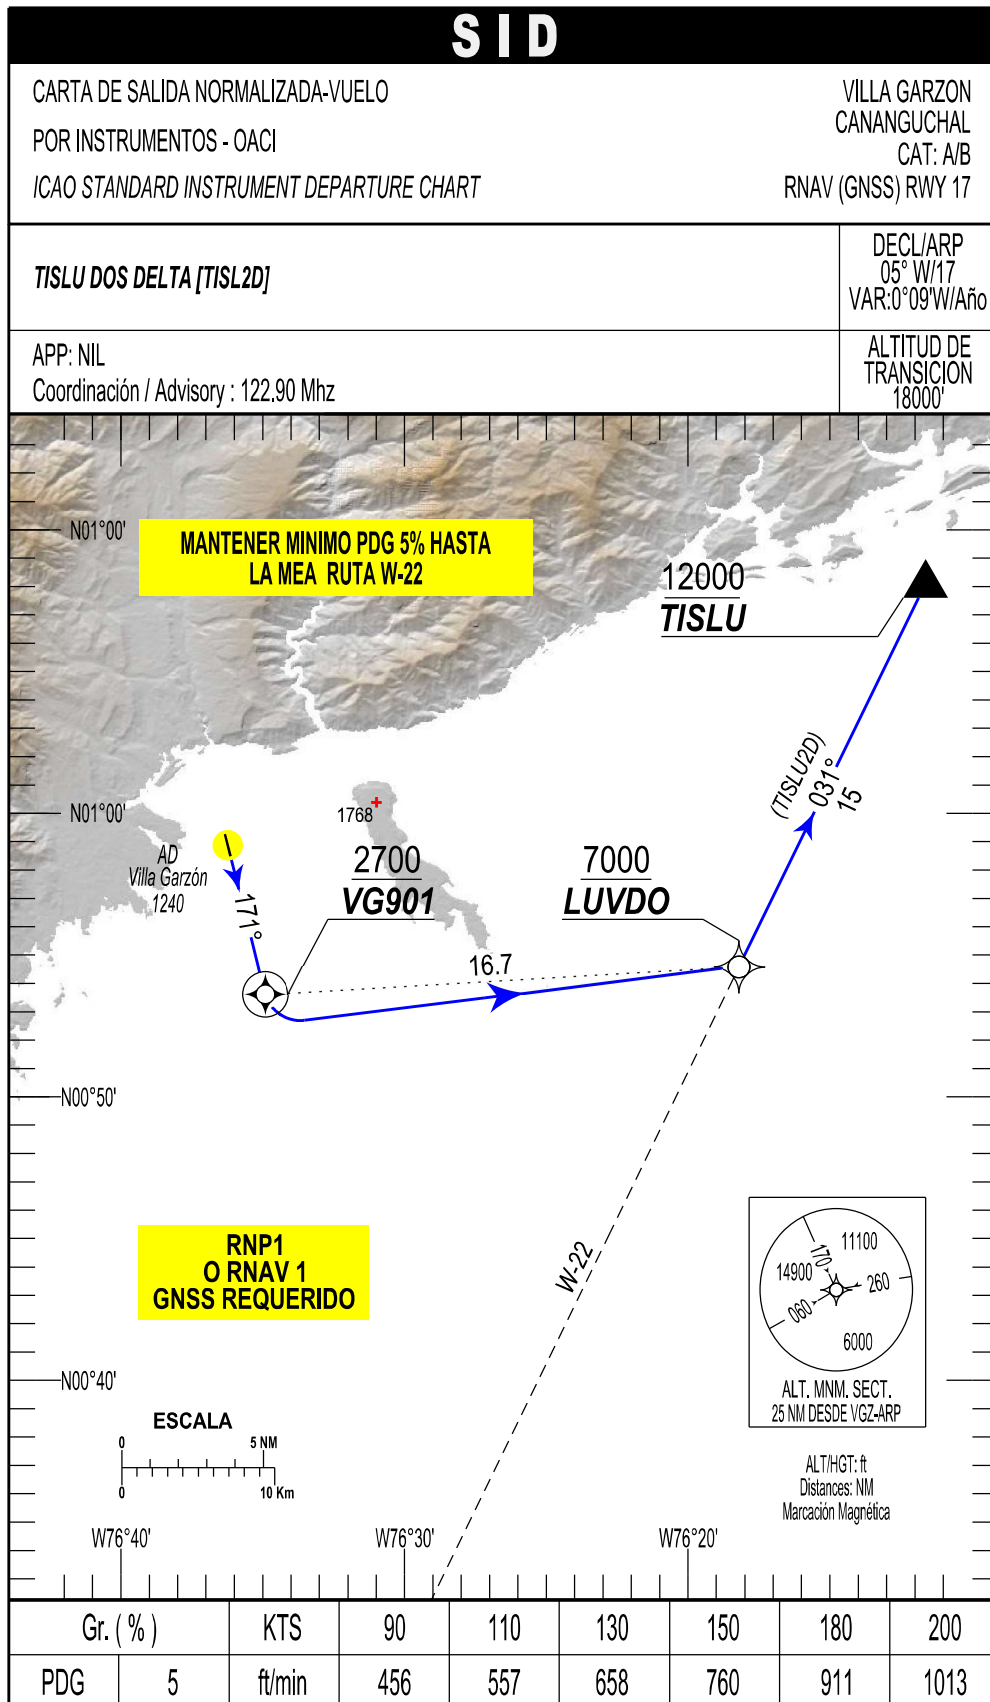 SID
CARTA DE SALIDA NORMALIZADA-VUELO
POR INSTRUMENTOS - OACI
ICAO STANDARD INSTRUMENT DEPARTURE CHART
VILLA GARZON
CANANGUCHAL
CAT: A/B
RNAV (GNSS) RWY 17
TISLU DOS DELTA [TISL2D]
DECL/ARP
05° W/17
VAR:0°09'W/Año
APP: NIL
Coordinación / Advisory : 122.90 Mhz
ALTITUD DE
TRANSICION
18000'
N01°00'
MANTENER MINIMO PDG 5% HASTA
LA MEA RUTA W-22
12000
TISLU
(TISLU2D)
031°
15
N01°00'
1768
AD
Villa Garzón
1240
171°
2700
VG901
7000
LUVDO
16.7
N00°50'
W-22
RNP1
O RNAV 1
GNSS REQUERIDO
11100
170
14900
260
060
6000
ALT. MNM. SECT.
25 NM DESDE VGZ-ARP
N00°40'
ESCALA
0 5 NM
0 10 Km
ALT/HGT: ft
Distances: NM
Marcación Magnética
W76°40' W76°30' W76°20'
Gr. ( % ) KTS 90 110 130 150 180 200
PDG 5 ft/min 456 557 658 760 911 1013